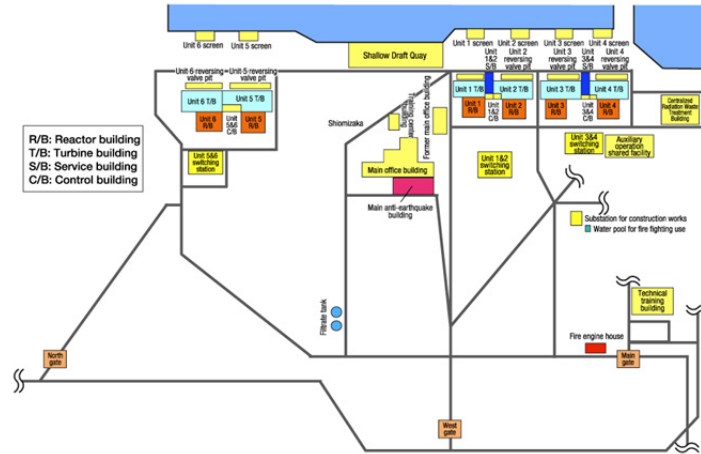 Unit 6 screen
Unit 5 screen
Shallow Draft Quay
Unit 1 screen
Unit
1&2
S/B
Unit 2 screen
Unit
2
reversing
valve pit
Unit 3 screen
Unit
3
reversing
valve pit
Unit
3&4
S/B
Unit 4 screen
Unit
4
reversing
valve pit
Unit 6 reversing
valve pit
Unit 5 reversing
valve pit
Unit 6 T/B
Unit 5 T/B
Unit
6
R/B
Unit
5&6
C/B
Unit
5
R/B
Unit 5&6
switching
station
R/B: Reactor building
T/B: Turbine building
S/B: Service building
C/B: Control building
Shiomizaka
Training center
building
Former main office building
Main office building
Main anti-earthquake
building
Unit 1 T/B
Unit 2 T/B
Unit
1
R/B
Unit
1&2
C/B
Unit
2
R/B
Unit 3 T/B
Unit 4 T/B
Unit
3
R/B
Unit
3&4
C/B
Unit
4
R/B
Centralized
Radiation Waste
Treatment
Building
Unit 1&2
switching
station
Unit 3&4
switching
station
Auxiliary
operation
shared facility
Substation for construction works
Water pool for fire fighting use
Filtrate tank
Technical
training
building
Fire engine house
North
gate
Main
gate
West
gate